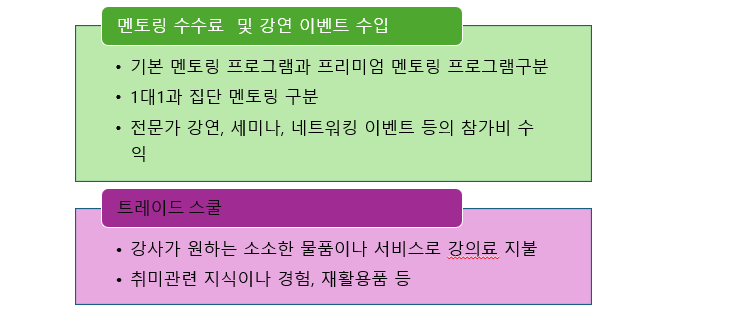 멘토링 수수료  및 강연 이벤트 수입
• 기본 멘토링 프로그램과 프리미엄 멘토링 프로그램구분
• 1대1과 집단 멘토링 구분
• 전문가 강연, 세미나, 네트워킹 이벤트 등의 참가비 수
익
트레이드 스쿨
• 강사가 원하는 소소한 물품이나 서비스로 강의료 지불
• 취미관련 지식이나 경험, 재활용품 등